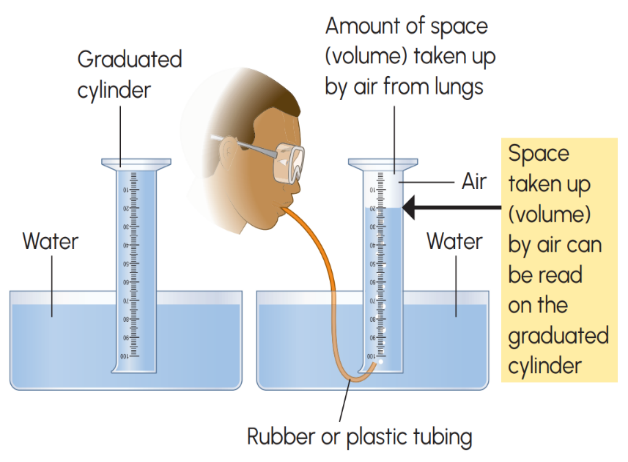 Graduated
cylinder
Amount of space
(volume) taken up
by air from lungs
Water
Air
Water
Space
taken up
(volume)
by air can
be read
on the
graduated
cylinder
Rubber or plastic tubing